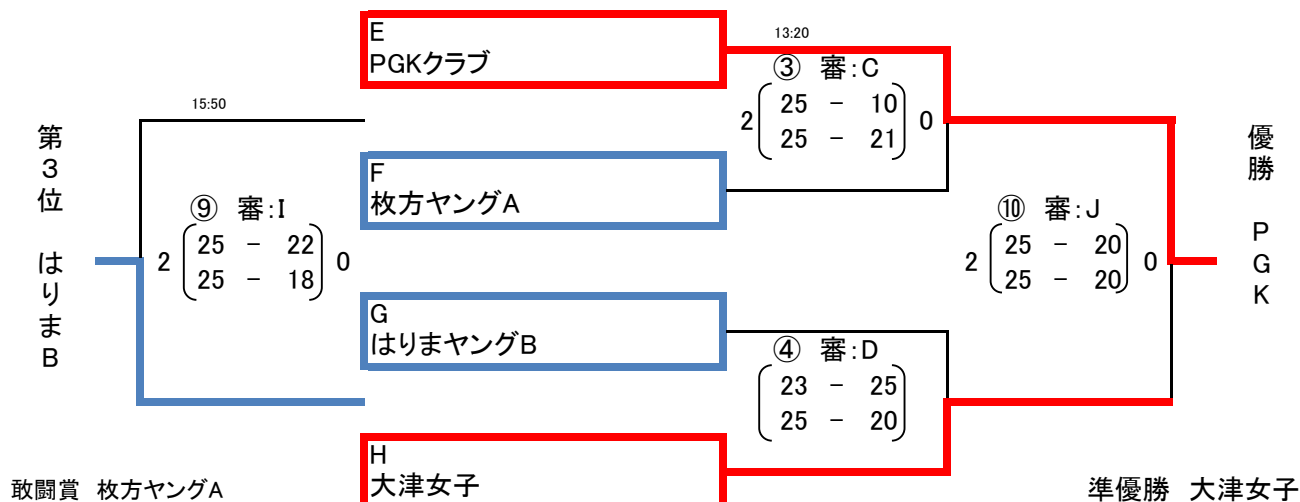 E
PGKクラブ
13:20
③ 審:C
2 25 - 10 0
25 - 21
15:50
第3位 はりまB
F
枚方ヤングA
⑨ 審:I
2 25 - 22 0
25 - 18
⑩ 審:J
2 25 - 20 0
25 - 20
優勝 PGK
G
はりまヤングB
④ 審:D
23 - 25
25 - 20
H
大津女子
敢闘賞 枚方ヤングA
準優勝 大津女子